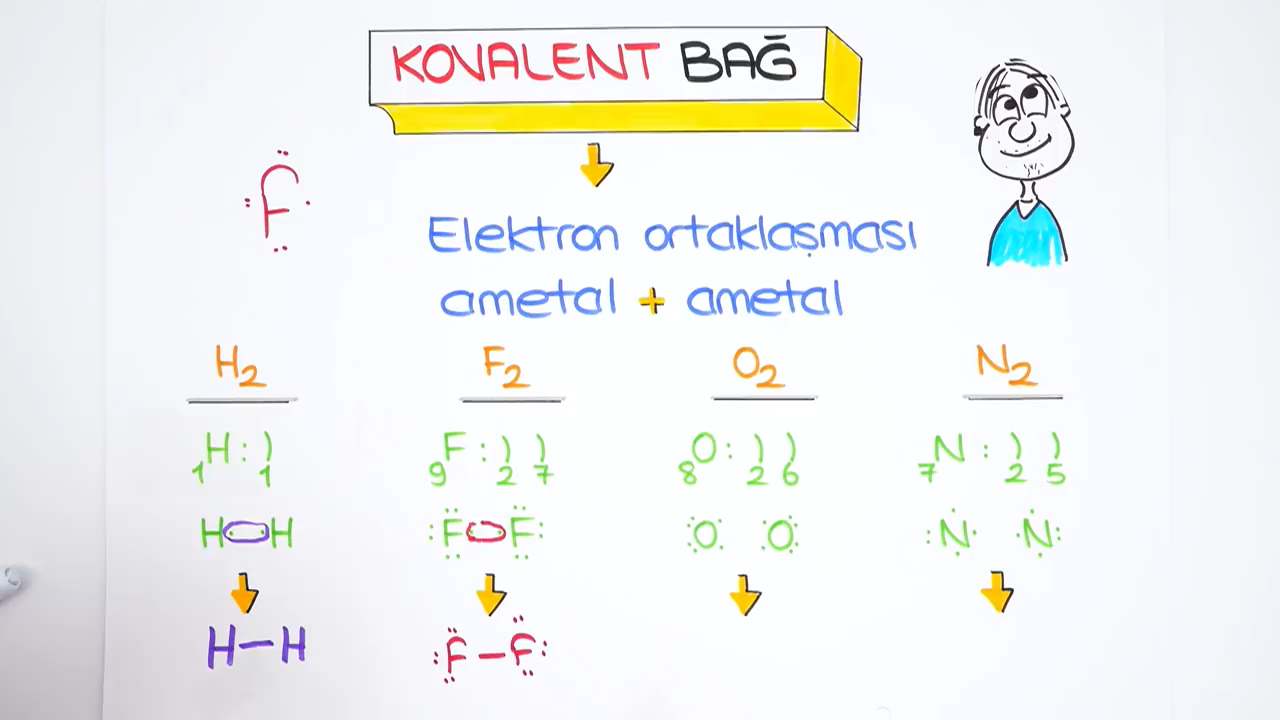 KOVALENT BAĞ
F
Elektron ortaklaşması
ametal + ametal
H2 F2 O2 N2
1H: ) 1 9F: ) ) 2 7 8O: ) ) 2 6 7N: ) ) 2 5
H··H :F··F: O O :N· ·N:
H–H :F–F: